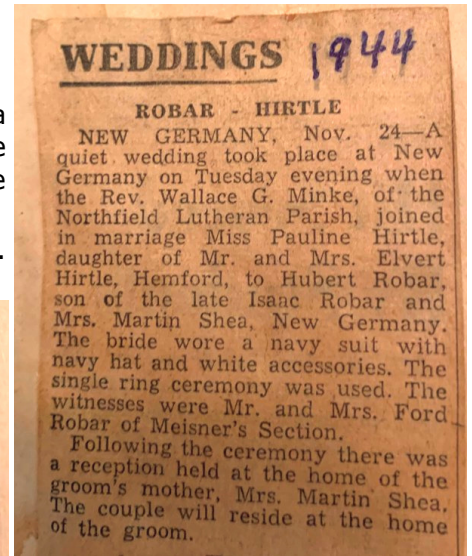 WEDDINGS 1944
ROBAR - HIRTLE
NEW GERMANY, Nov. 24—A
quiet wedding took place at New
Germany on Tuesday evening when
the Rev. Wallace G. Minke, of the
Northfield Lutheran Parish, joined
in marriage Miss Pauline Hirtle,
daughter of Mr. and Mrs. Elvert
Hirtle, Hemford, to Hubert Robar,
son of the late Isaac Robar and
Mrs. Martin Shea, New Germany.
The bride wore a navy suit with
navy hat and white accessories. The
single ring ceremony was used. The
witnesses were Mr. and Mrs. Ford
Robar of Meisner's Section.
Following the ceremony there was
a reception held at the home of the
groom's mother, Mrs. Martin Shea.
The couple will reside at the home
of the groom.